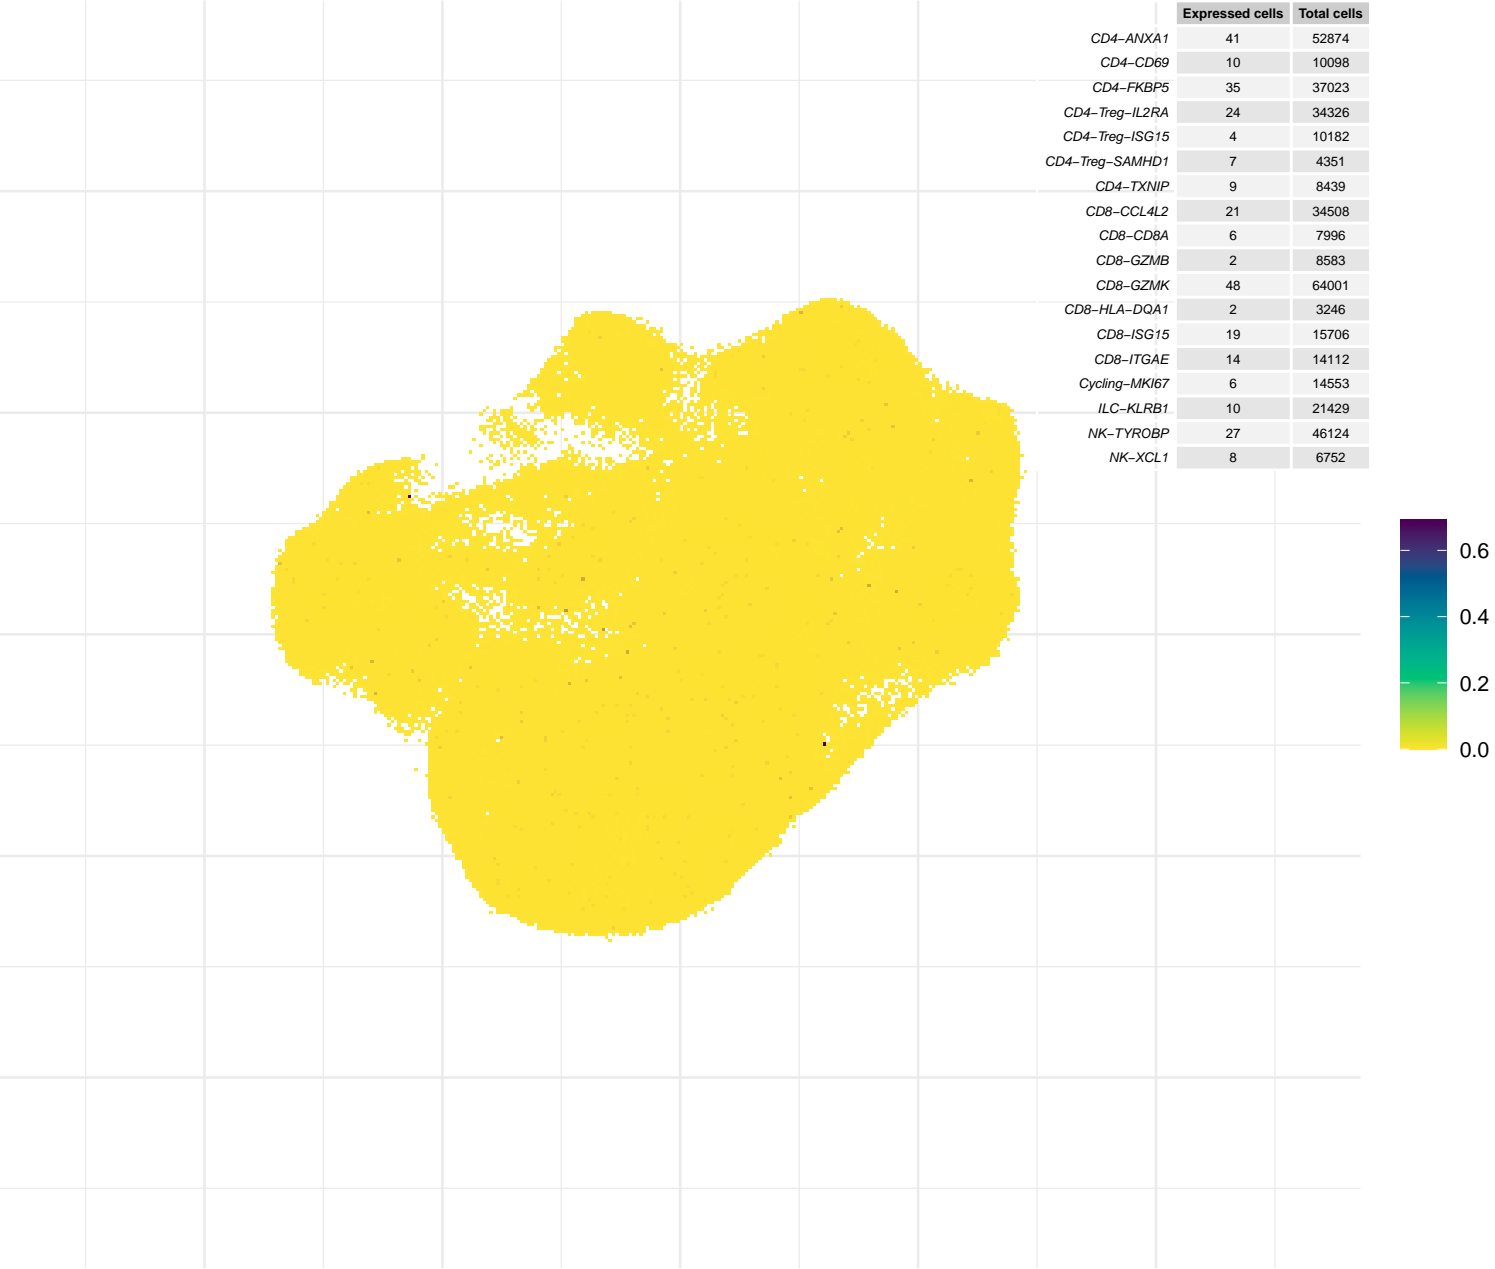 Expressed cells Total cells
CD4−ANXA1 41 52874
CD4−CD69 10 10098
CD4−FKBP5 35 37023
CD4−Treg−IL2RA 24 34326
CD4−Treg−ISG15 4 10182
CD4−Treg−SAMHD1 7 4351
CD4−TXNIP 9 8439
CD8−CCL4L2 21 34508
CD8−CD8A 6 7996
CD8−GZMB 2 8583
CD8−GZMK 48 64001
CD8−HLA−DQA1 2 3246
CD8−ISG15 19 15706
CD8−ITGAE 14 14112
Cycling−MKI67 6 14553
ILC−KLRB1 10 21429
NK−TYROBP 27 46124
NK−XCL1 8 6752
0.6
0.4
0.2
0.0